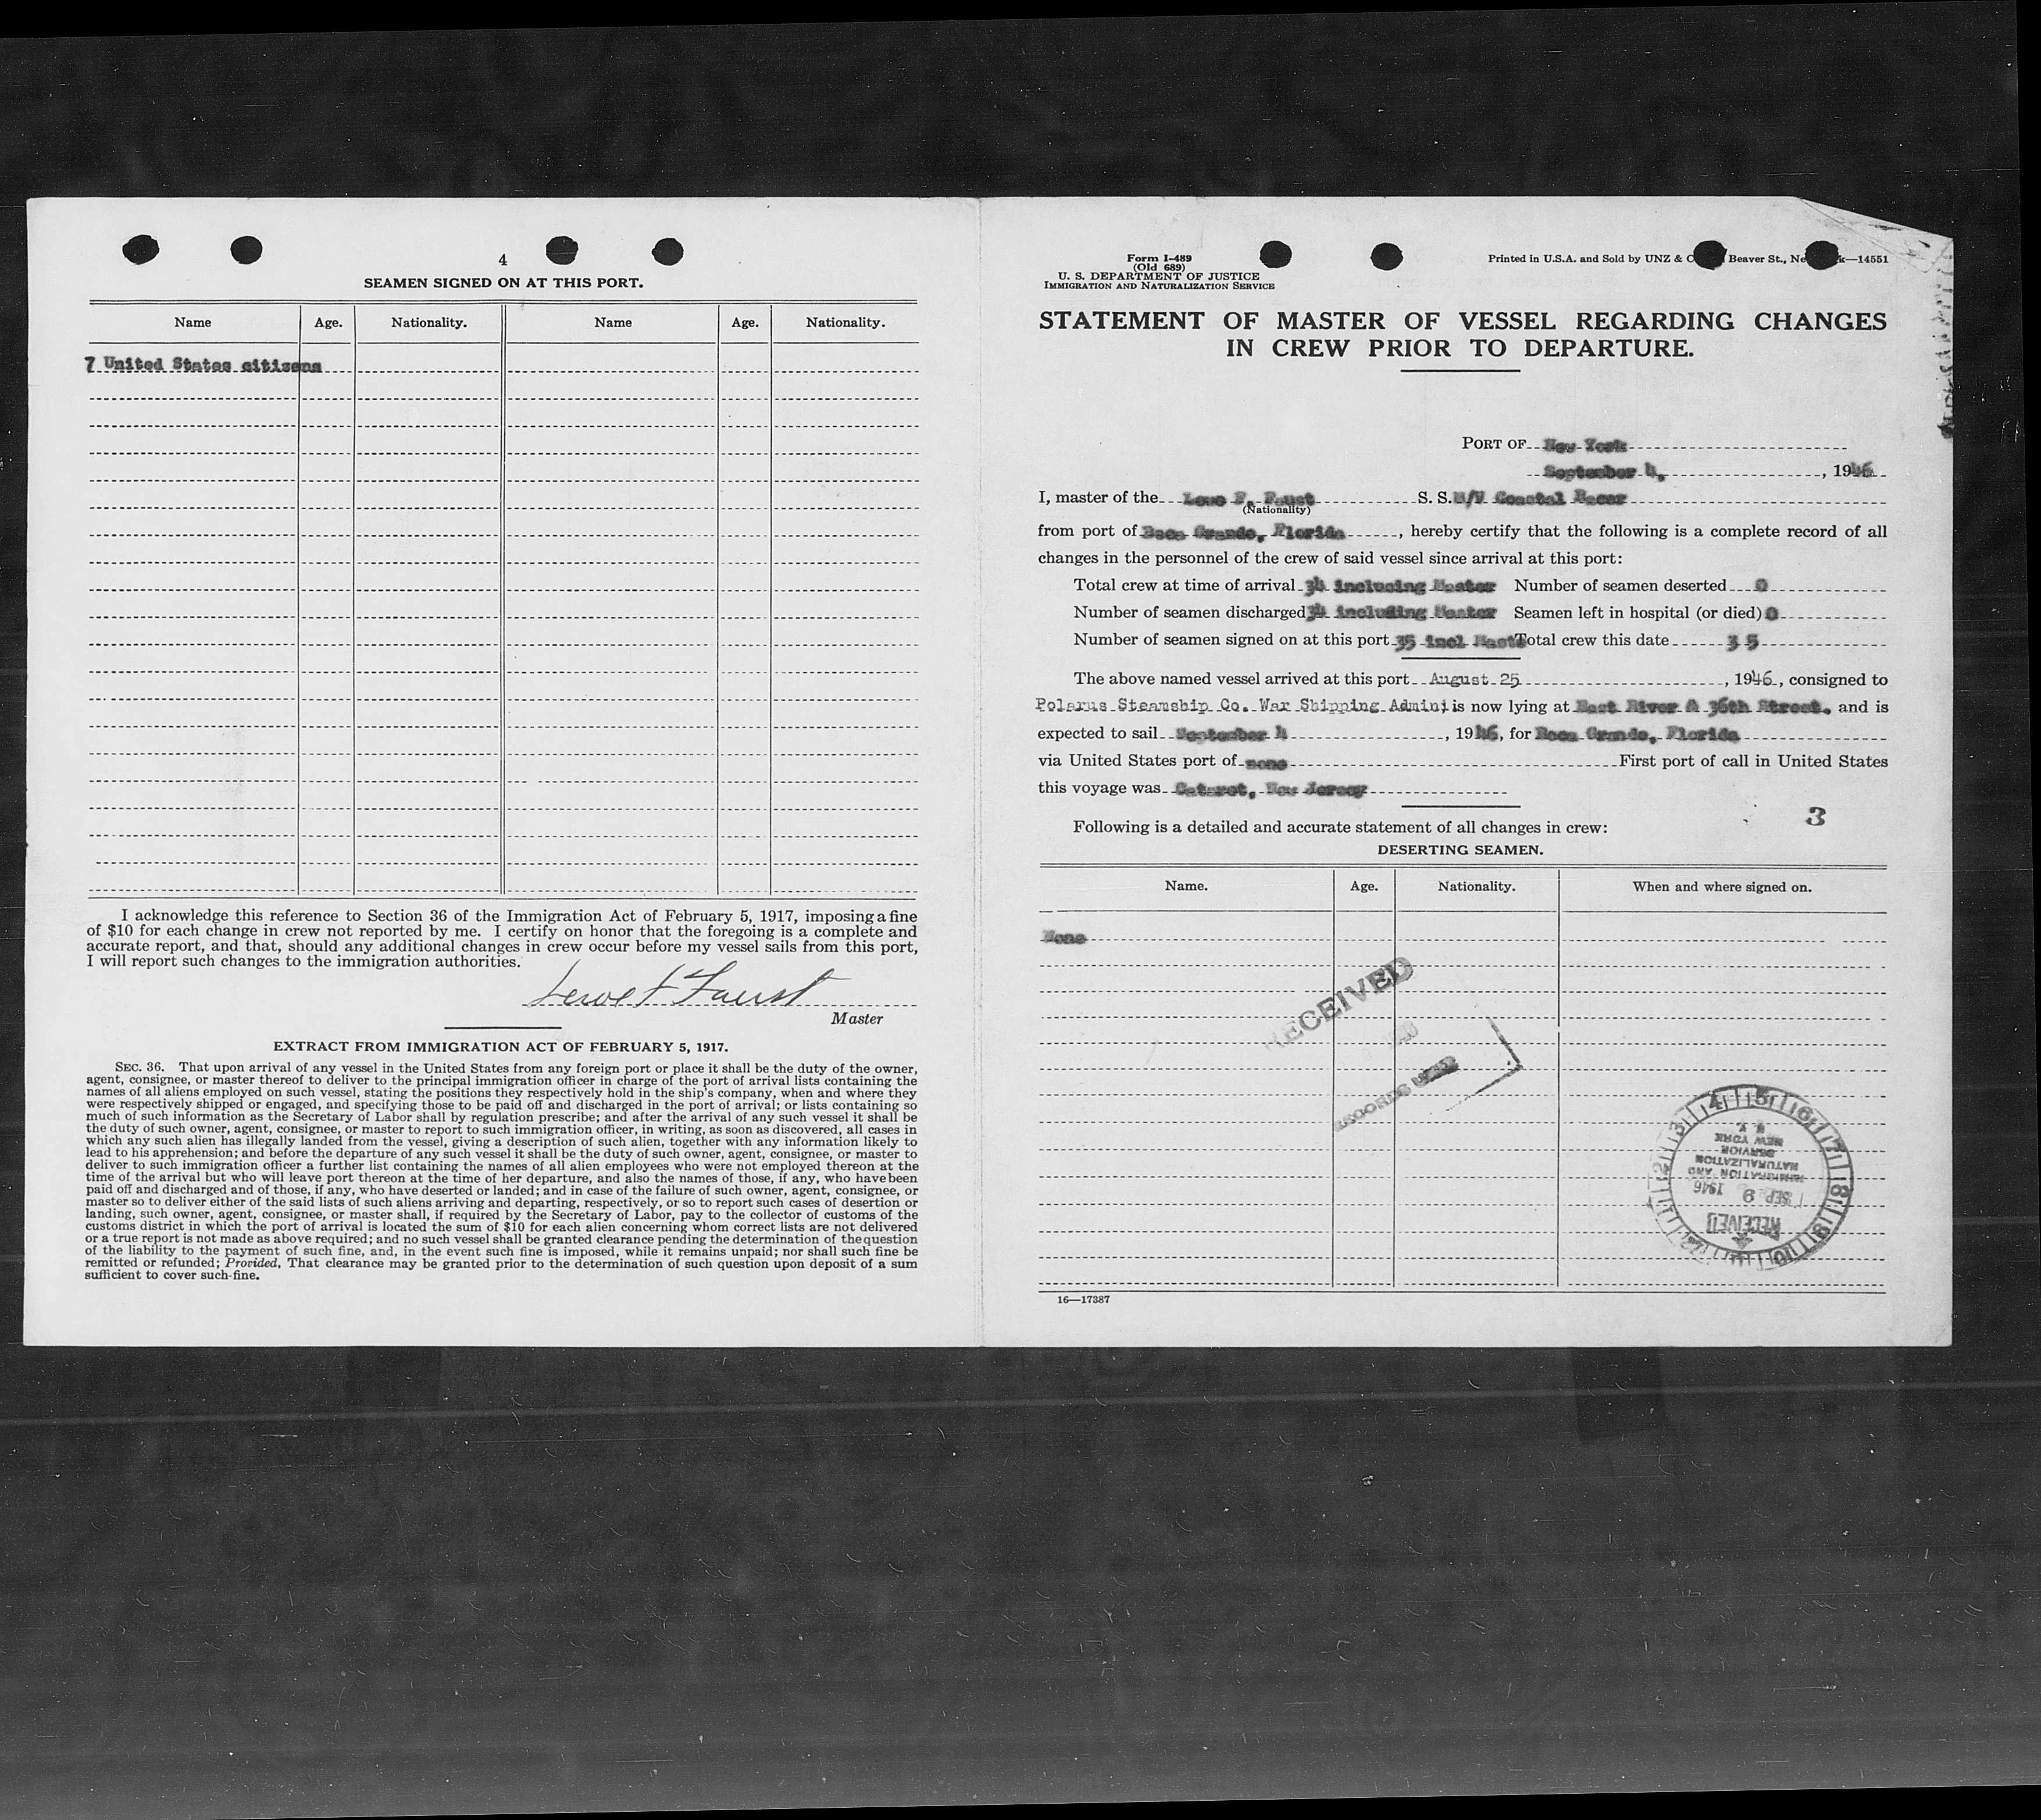 4
SEAMEN SIGNED ON AT THIS PORT.
Name Age. Nationality. Name Age. Nationality.
7 United States citizens
I acknowledge this reference to Section 36 of the Immigration Act of February 5, 1917, imposing a fine
of $10 for each change in crew not reported by me. I certify on honor that the foregoing is a complete and
accurate report, and that, should any additional changes in crew occur before my vessel sails from this port,
I will report such changes to the immigration authorities.
Lowe F Faust
Master
EXTRACT FROM IMMIGRATION ACT OF FEBRUARY 5, 1917.
SEC. 36. That upon arrival of any vessel in the United States from any foreign port or place it shall be the duty of the owner,
agent, consignee, or master thereof to deliver to the principal immigration officer in charge of the port of arrival lists containing the
names of all aliens employed on such vessel, stating the positions they respectively hold in the ship's company, when and where they
were respectively shipped or engaged, and specifying those to be paid off and discharged in the port of arrival; or lists containing so
much of such information as the Secretary of Labor shall by regulation prescribe; and after the arrival of any such vessel it shall be
the duty of such owner, agent, consignee, or master to report to such immigration officer, in writing, as soon as discovered, all cases in
which any such alien has illegally landed from the vessel, giving a description of such alien, together with any information likely to
lead to his apprehension; and before the departure of any such vessel it shall be the duty of such owner, agent, consignee, or master to
deliver to such immigration officer a further list containing the names of all alien employees who were not employed thereon at the
time of the arrival but who will leave port thereon at the time of her departure, and also the names of those, if any, who have been
paid off and discharged and of those, if any, who have deserted or landed; and in case of the failure of such owner, agent, consignee, or
master so to deliver either of the said lists of such aliens arriving and departing, respectively, or so to report such cases of desertion or
landing, such owner, agent, consignee, or master shall, if required by the Secretary of Labor, pay to the collector of customs of the
customs district in which the port of arrival is located the sum of $10 for each alien concerning whom correct lists are not delivered
or a true report is not made as above required; and no such vessel shall be granted clearance pending the determination of the question
of the liability to the payment of such fine, and, in the event such fine is imposed, while it remains unpaid; nor shall such fine be
remitted or refunded; Provided, That clearance may be granted prior to the determination of such question upon deposit of a sum
sufficient to cover such fine.
Form I-489
(Old 689)
U. S. DEPARTMENT OF JUSTICE
IMMIGRATION AND NATURALIZATION SERVICE
Printed in U.S.A. and Sold by UNZ & C Beaver St., Ne k—14551
STATEMENT OF MASTER OF VESSEL REGARDING CHANGES
IN CREW PRIOR TO DEPARTURE.
PORT OF New York
September 4, , 1946
I, master of the Lowe F. Faust S. S. M/V Coastal Racer
(Nationality)
from port of Boca Grande, Florida , hereby certify that the following is a complete record of all
changes in the personnel of the crew of said vessel since arrival at this port:
Total crew at time of arrival 34 including Master Number of seamen deserted 0
Number of seamen discharged 34 including Master Seamen left in hospital (or died) 0
Number of seamen signed on at this port 35 incl Mast Total crew this date 3 5
The above named vessel arrived at this port August 25 , 1946, consigned to
Polarus Steamship Co. War Shipping Admini is now lying at East River & 36th Street, and is
expected to sail September 4 , 1946, for Boca Grande, Florida
via United States port of none First port of call in United States
this voyage was Cataret, New Jersey
3
Following is a detailed and accurate statement of all changes in crew:
DESERTING SEAMEN.
Name. Age. Nationality. When and where signed on.
None
RECEIVED
RECORDS
4 5 6 7 8 9 10 11 12 1 2 3
RECEIVED
SEP 9 1946
IMMIGRATION AND
NATURALIZATION
SERVICE
NEW YORK
N. Y.
16—17387